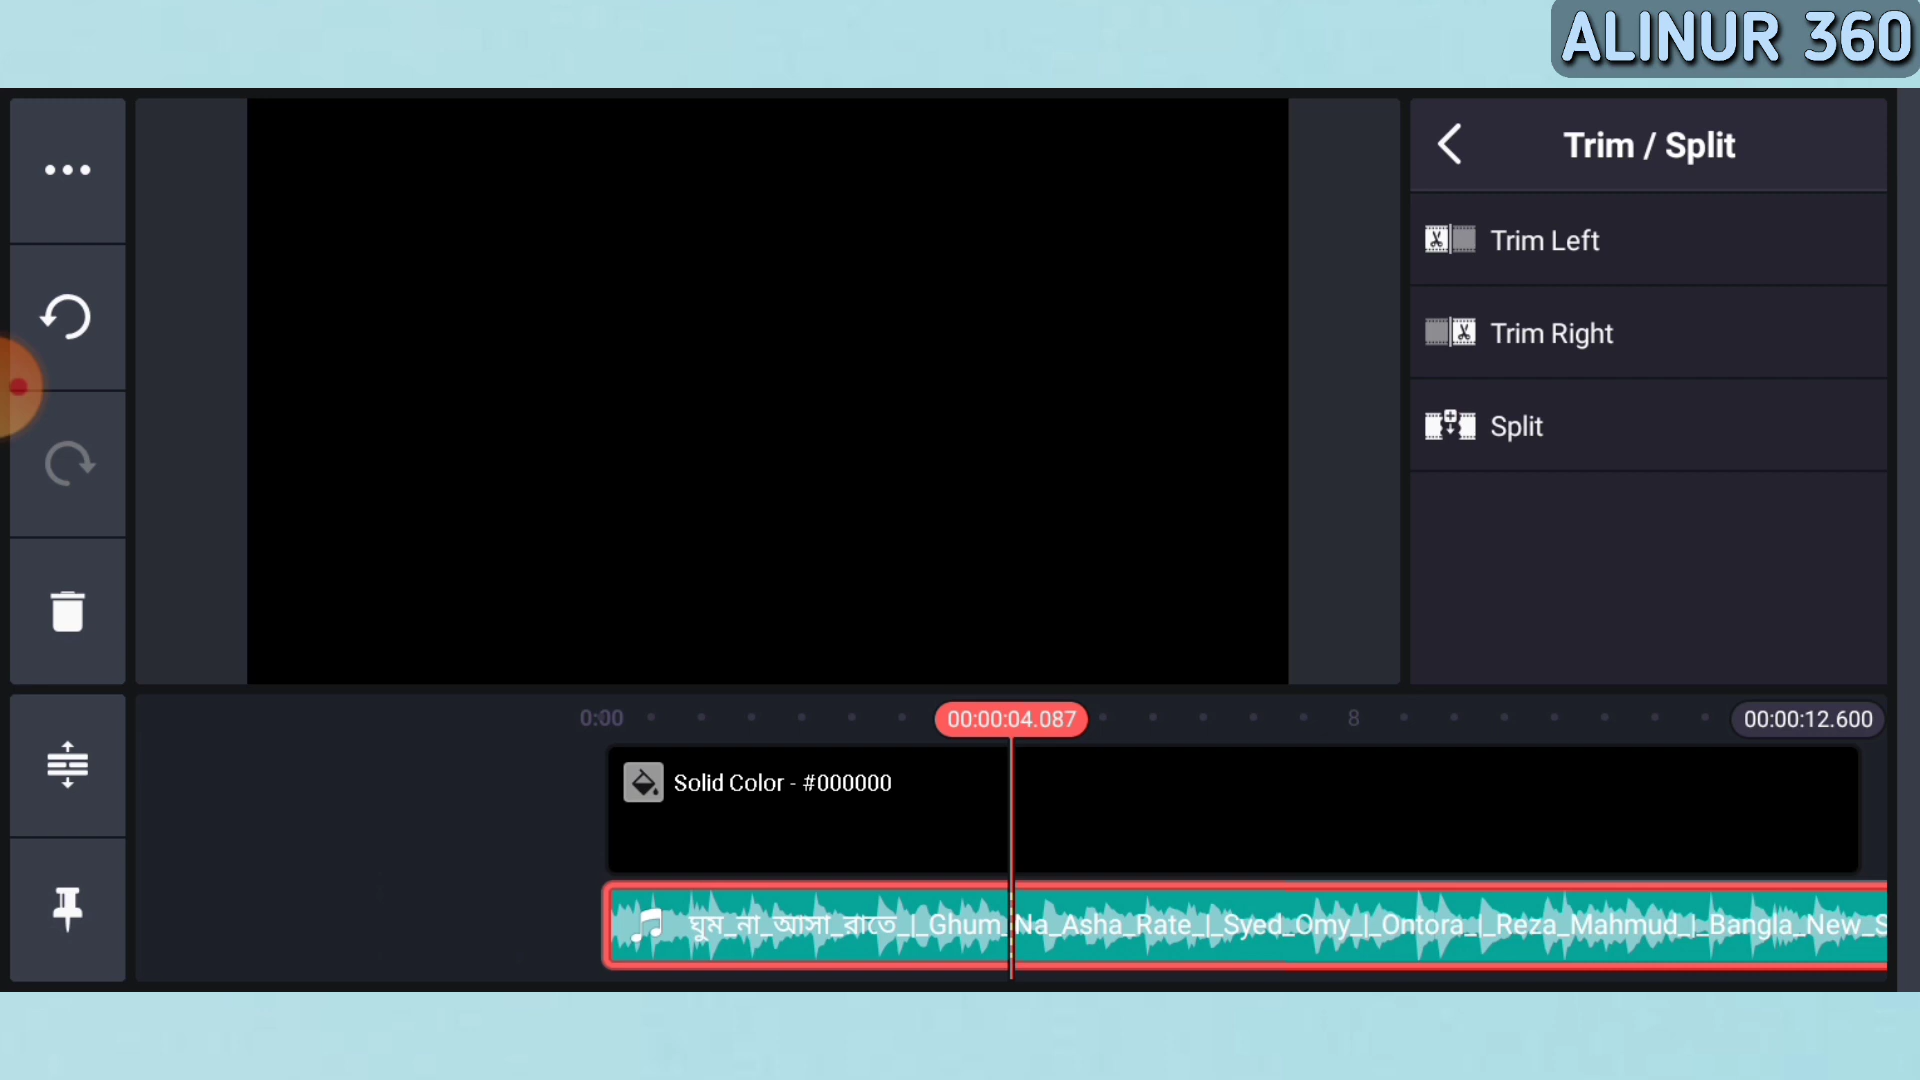 ALINUR 360
Trim / Split
Trim Left
Trim Right
Split
0:00
00:00:04.087
8
00:00:12.600
Solid Color - #000000
ঘুম_না_আসা_রাতে_|_Ghum_Na_Asha_Rate_|_Syed_Omy_|_Ontora_|_Reza_Mahmud_|_Bangla_New_S